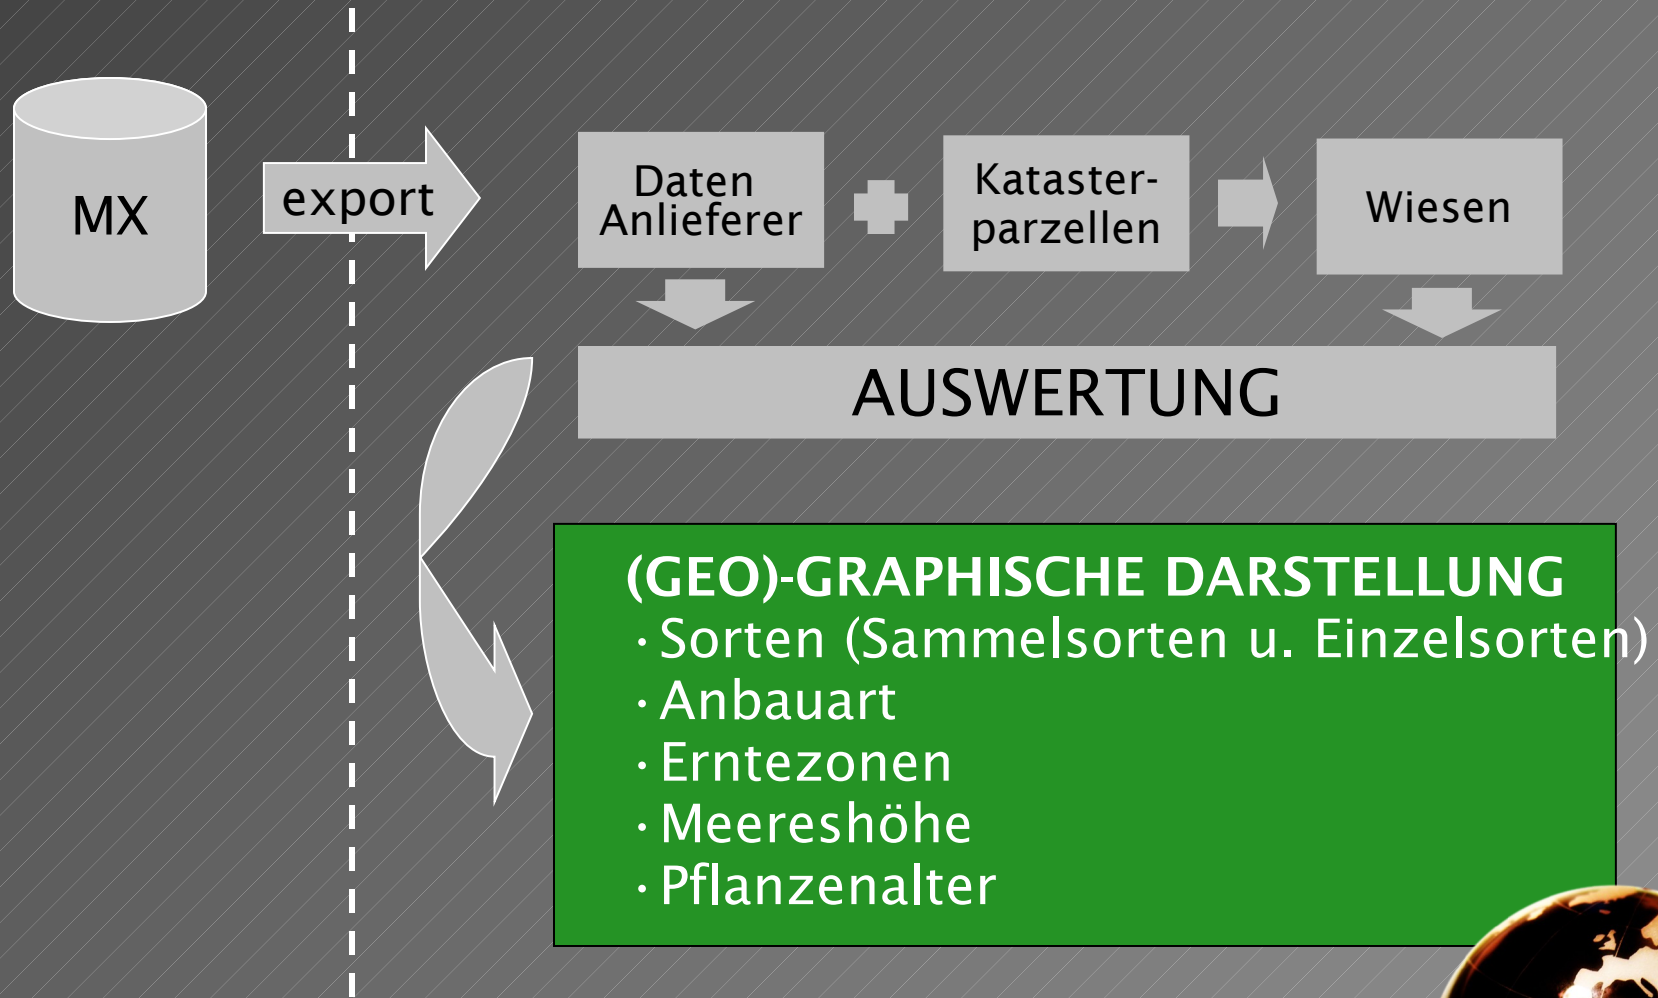 MX
export
Daten
Anlieferer
Kataster-
parzellen
Wiesen
AUSWERTUNG
(GEO)-GRAPHISCHE DARSTELLUNG
·Sorten (Sammelsorten u. Einzelsorten)
·Anbauart
·Erntezonen
·Meereshöhe
·Pflanzenalter